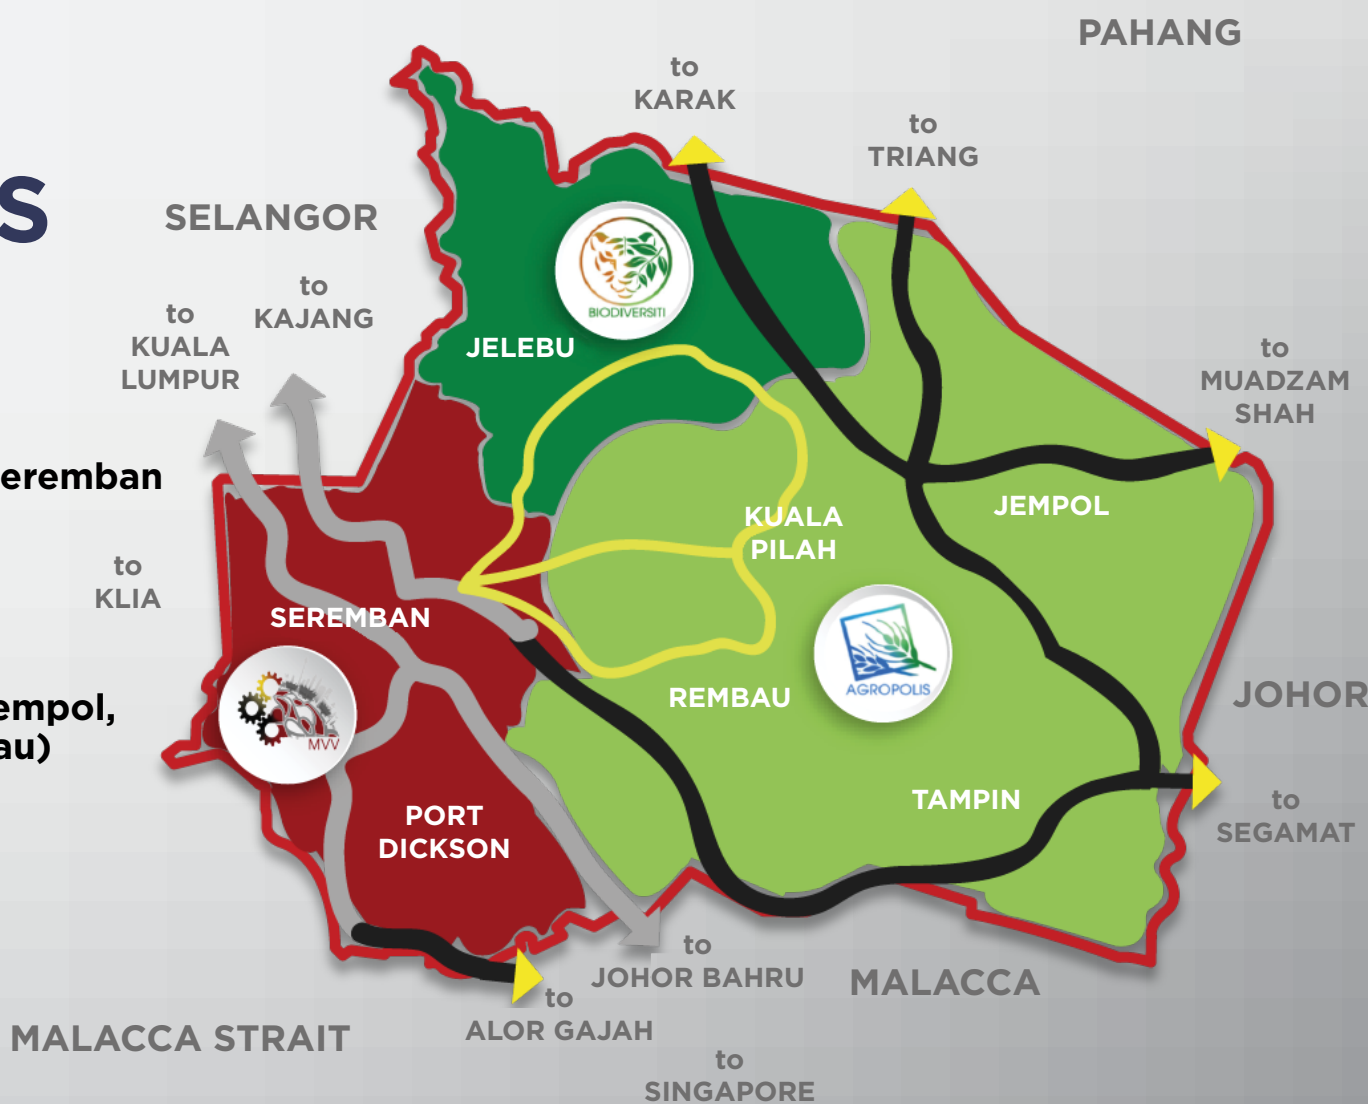 PAHANG
to
KARAK
to
TRIANG
S
SELANGOR
to
KAJANG
to
KUALA
LUMPUR
BIODIVERSITI
JELEBU
to
MUADZAM
SHAH
eremban
JEMPOL
KUALA
PILAH
to
KLIA
SEREMBAN
AGROPOLIS
REMBAU
JOHOR
empol,
au)
MVV
TAMPIN
PORT
DICKSON
to
SEGAMAT
to
JOHOR BAHRU
MALACCA
to
ALOR GAJAH
MALACCA STRAIT
to
SINGAPORE